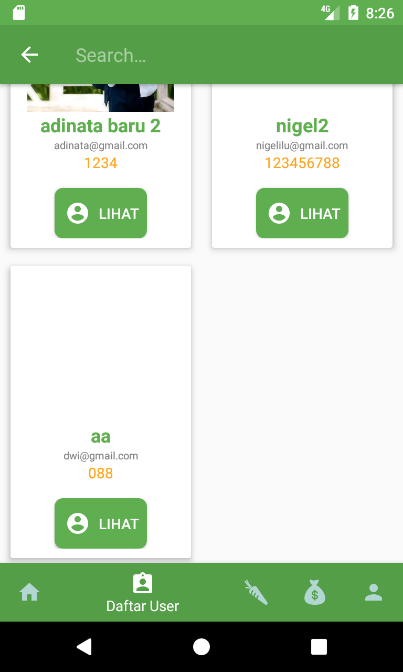 4G 8:26
Search...
adinata baru 2
adinata@gmail.com
1234
LIHAT
nigel2
nigelilu@gmail.com
123456788
LIHAT
aa
dwi@gmail.com
088
LIHAT
Daftar User